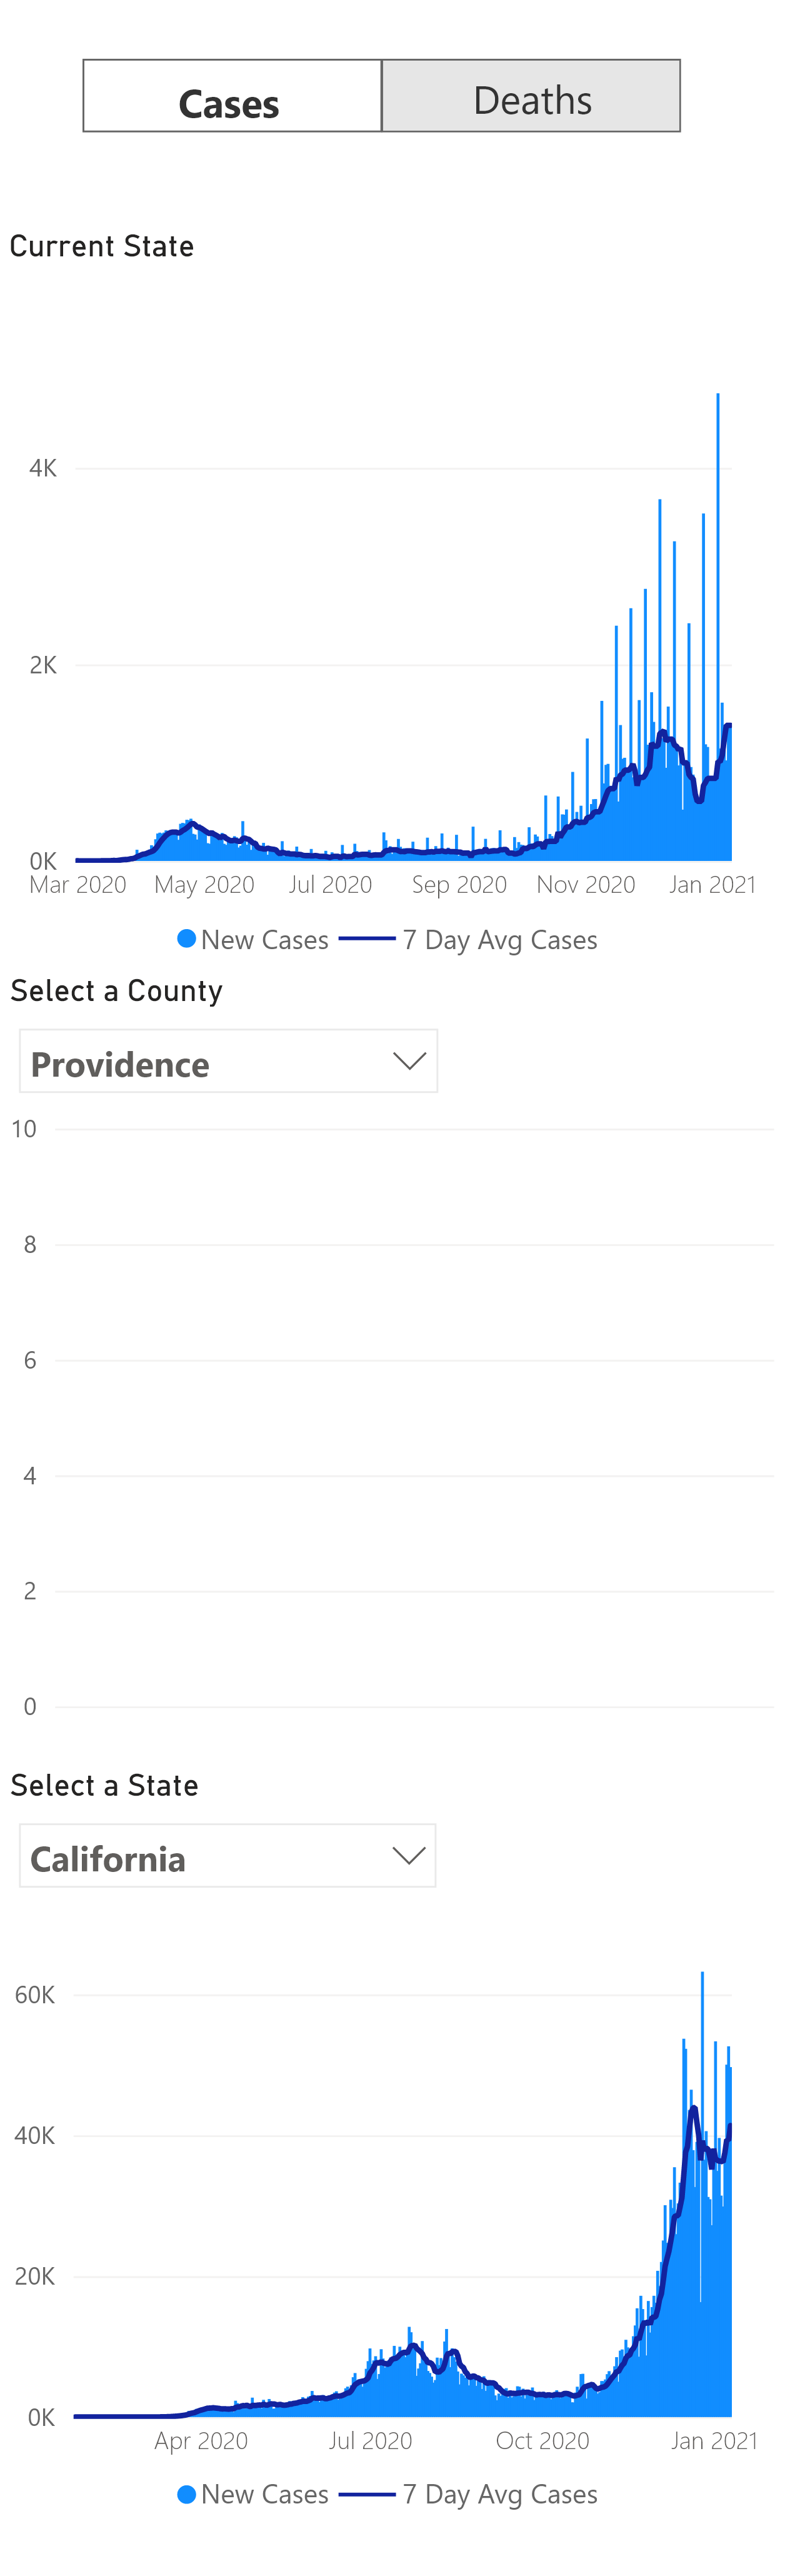 Cases Deaths
Current State
4K
2K
0K
Mar 2020 May 2020 Jul 2020 Sep 2020 Nov 2020 Jan 2021
New Cases 7 Day Avg Cases
Select a County
Providence
10
8
6
4
2
0
Select a State
California
60K
40K
20K
0K
Apr 2020 Jul 2020 Oct 2020 Jan 2021
New Cases 7 Day Avg Cases